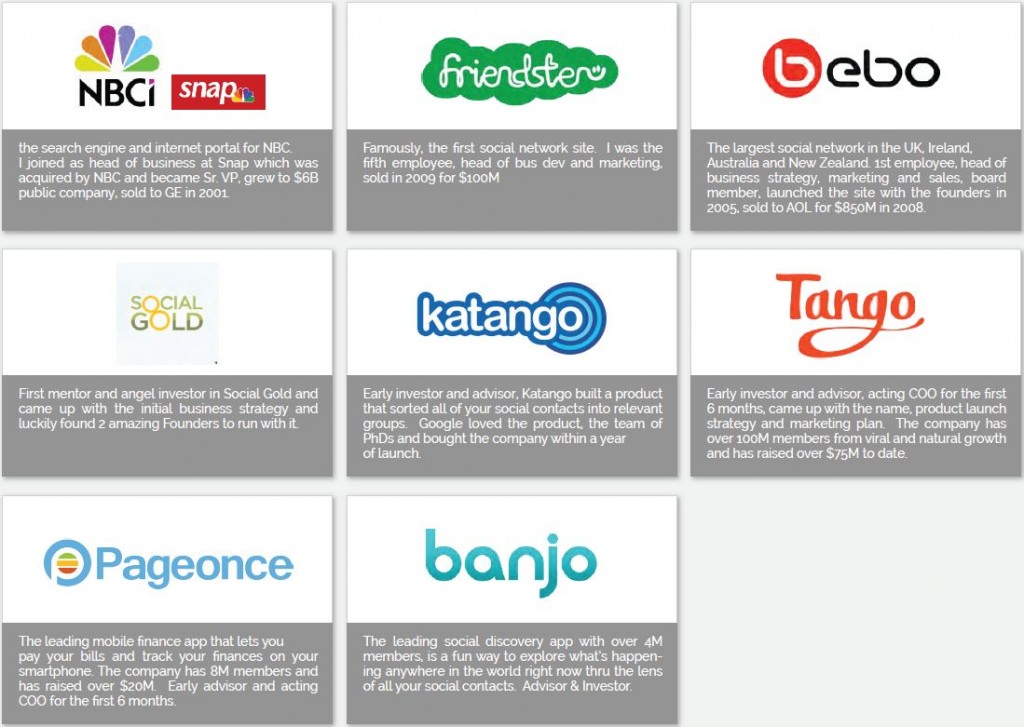 NBCi
snap
the search engine and internet portal for NBC.
I joined as head of business at Snap which was
acquired by NBC and became Sr. VP, grew to $6B
public company, sold to GE in 2001.
friendster
Famously, the first social network site. I was the
fifth employee, head of bus dev and marketing,
sold in 2009 for $100M
bebo
The largest social network in the UK, Ireland,
Australia and New Zealand. 1st employee, head of
business strategy, marketing and sales, board
member, launched the site with the founders in
2005, sold to AOL for $850M in 2008.
SOCIAL
GOLD
First mentor and angel investor in Social Gold and
came up with the initial business strategy and
luckily found 2 amazing Founders to run with it.
katango
Early investor and advisor, Katango built a product
that sorted all of your social contacts into relevant
groups. Google loved the product, the team of
PhDs and bought the company within a year
of launch.
Tango
Early investor and advisor, acting COO for the first
6 months, came up with the name, product launch
strategy and marketing plan. The company has
over 100M members from viral and natural growth
and has raised over $75M to date.
Pageonce
The leading mobile finance app that lets you
pay your bills and track your finances on your
smartphone. The company has 8M members and
has raised over $20M. Early advisor and acting
COO for the first 6 months.
banjo
The leading social discovery app with over 4M
members, is a fun way to explore what's happen-
ing anywhere in the world right now thru the lens
of all your social contacts. Advisor & Investor.